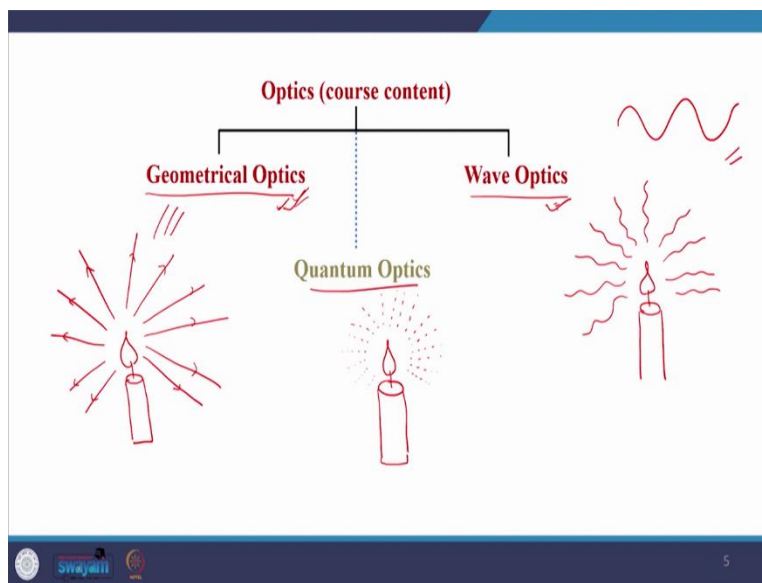 Optics (course content)
Geometrical Optics
Wave Optics
Quantum Optics
swayam
5